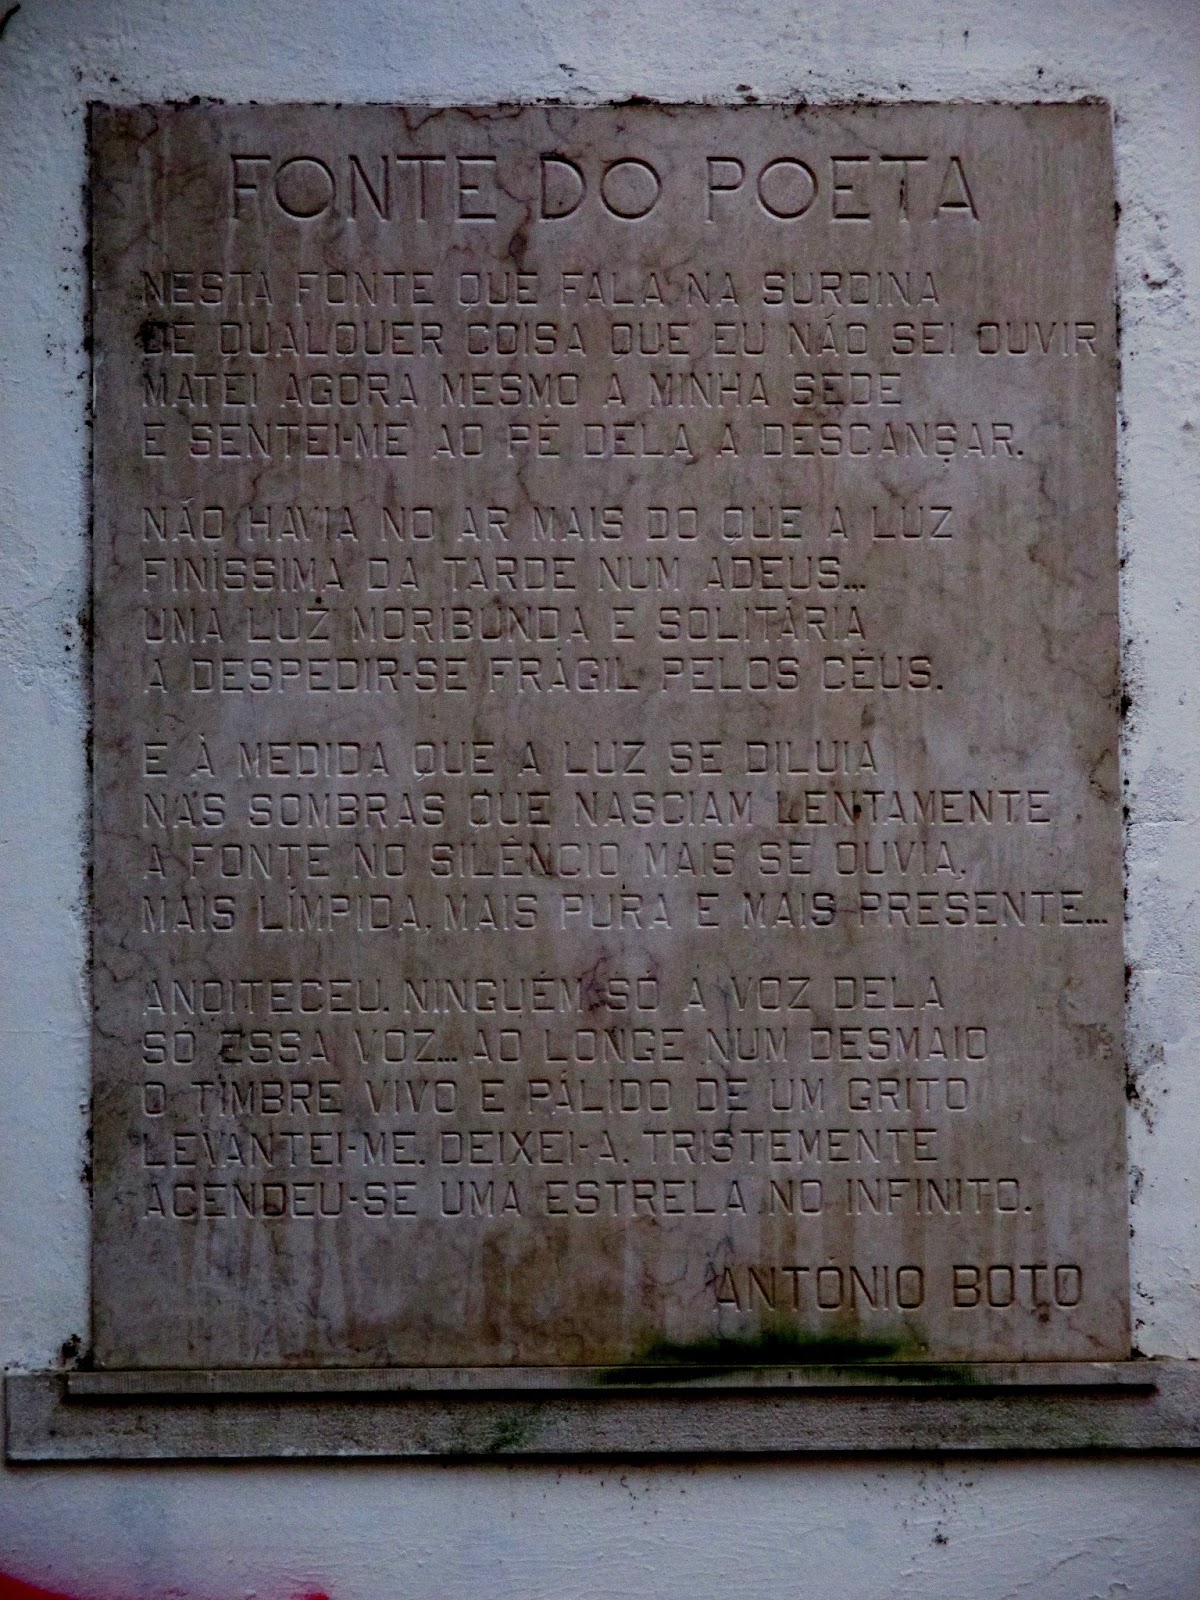 FONTE DO POETA
NESTA FONTE QUE FALA NA SURDINA
DE QUALQUER COISA QUE EU NÃO SEI OUVIR
MATEI AGORA MESMO A MINHA SEDE
E SENTEI-ME AO PÉ DELA A DESCANSAR.
NÃO HAVIA NO AR MAIS DO QUE A LUZ
FINÍSSIMA DA TARDE NUM ADEUS...
UMA LUZ MORIBUNDA E SOLITÁRIA
A DESPEDIR-SE FRÁGIL PELOS CÉUS.
E À MEDIDA QUE A LUZ SE DILUIA
NAS SOMBRAS QUE NASCIAM LENTAMENTE
A FONTE NO SILÊNCIO MAIS SE OUVIA,
MAIS LÍMPIDA, MAIS PURA E MAIS PRESENTE...
ANOITECEU. NINGUÉM SÓ A VOZ DELA
SÓ ESSA VOZ... AO LONGE NUM DESMAIO
O TIMBRE VIVO E PÁLIDO DE UM GRITO
LEVANTEI-ME. DEIXEI-A. TRISTEMENTE
ACENDEU-SE UMA ESTRELA NO INFINITO.
ANTÓNIO BOTO